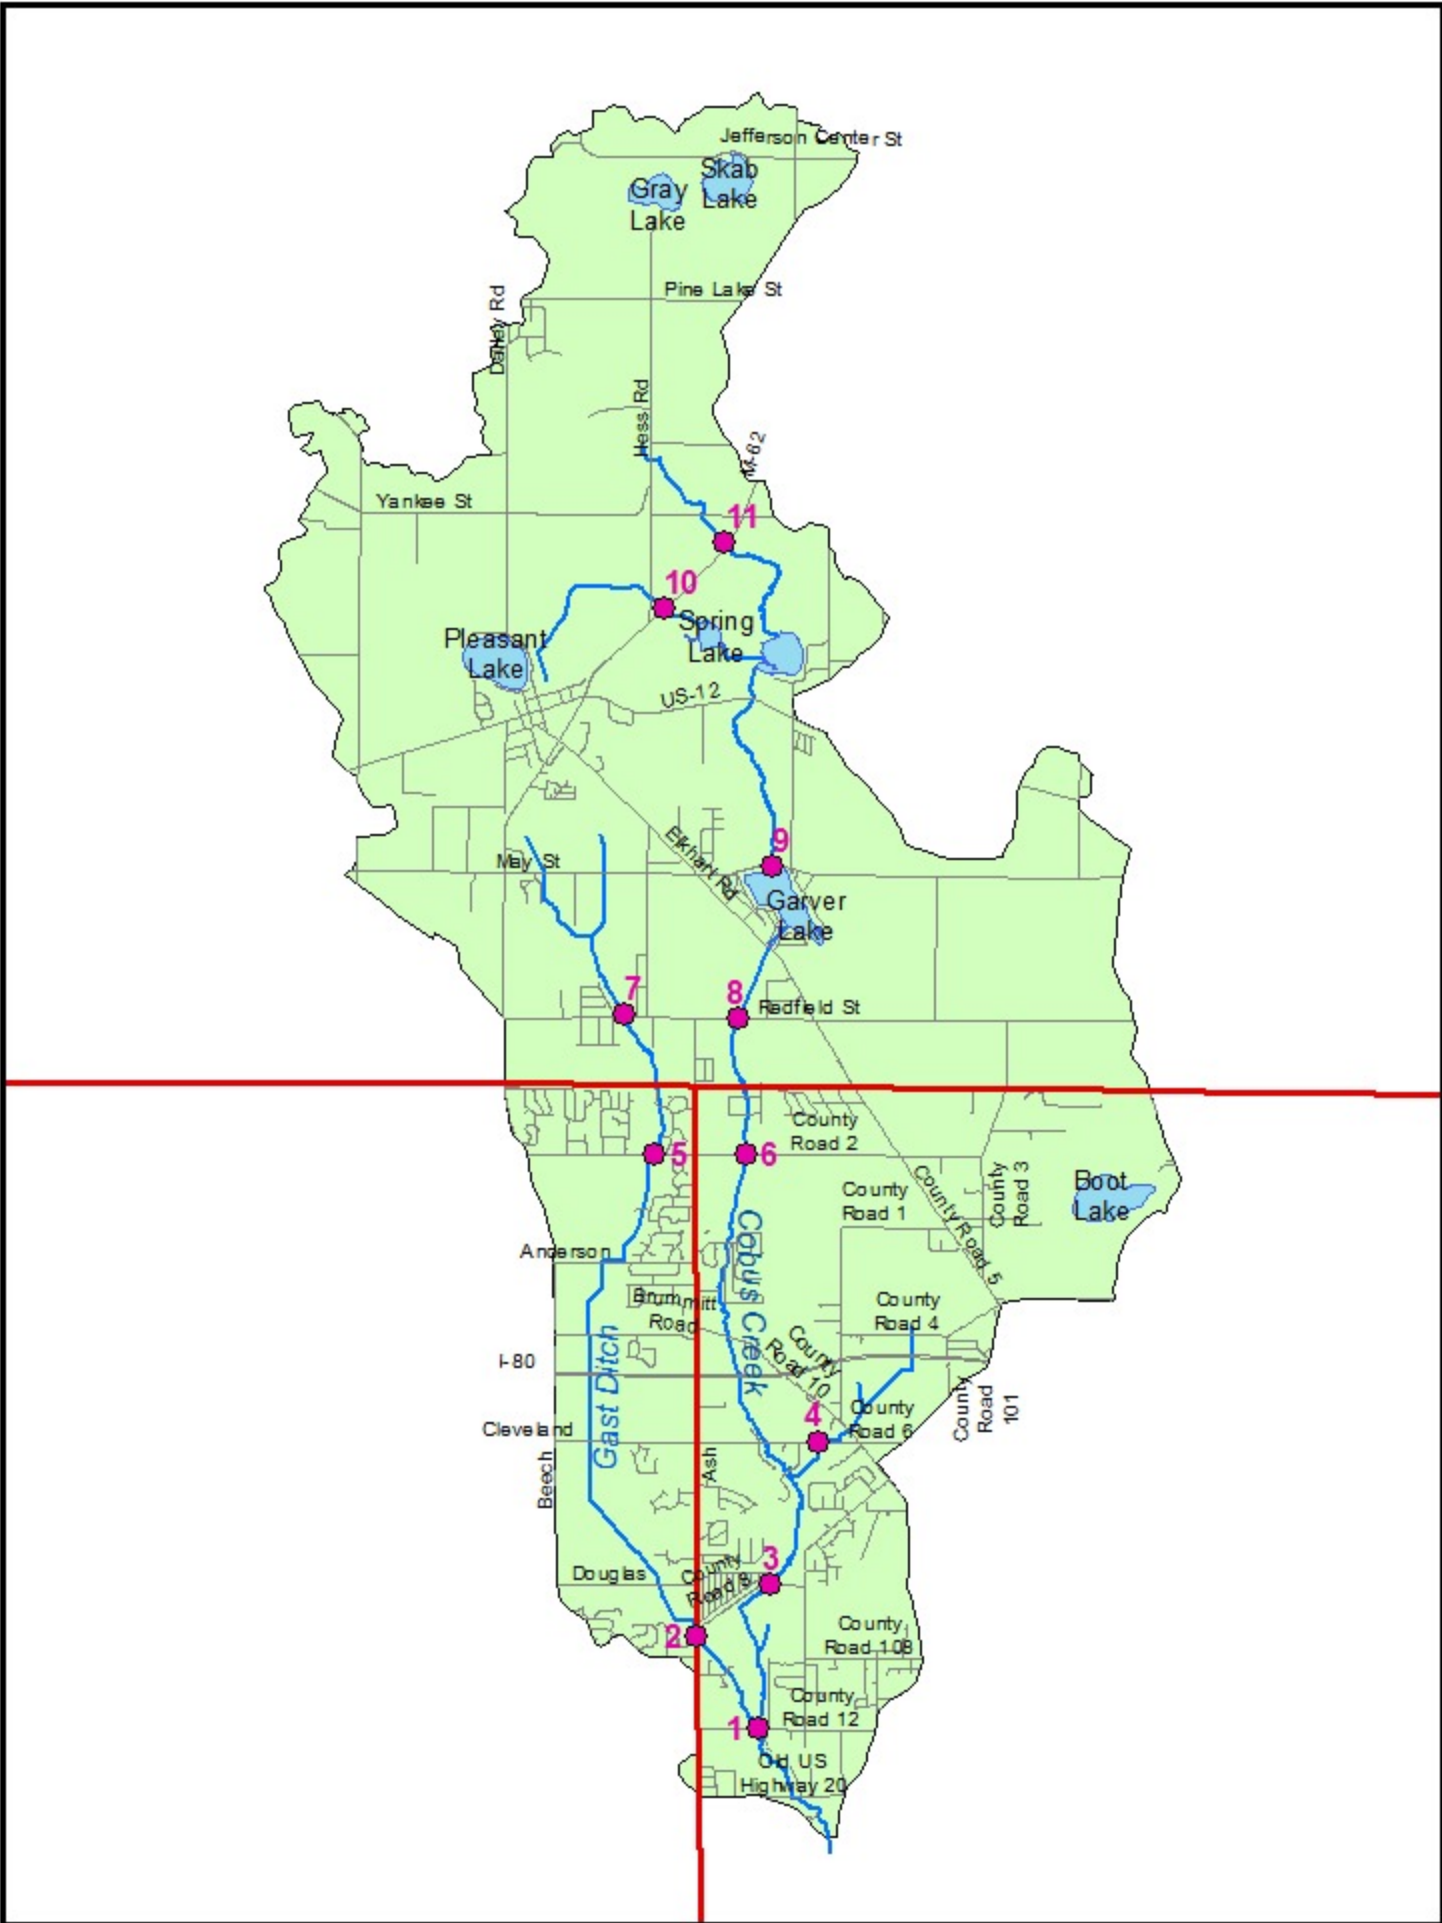 Jefferson Center St
Skab
Lake
Gray
Lake
Pine Lake St
Dailey Rd
Hess Rd
M-62
Yankee St
11
10
Spring
Lake
Pleasant
Lake
US-12
9
Elkhart Rd
May St
Garver
Lake
7
8
Redfield St
County
Road 2
5
6
County
Road 3
Boot
Lake
County
Road 1
County Road 5
Cobus Creek
Anderson
Brummitt
Road
County
Road 4
County
Road 10
I-80
Gast Ditch
County
Road
101
4
County
Road 6
Cleveland
Beech
Ash
3
County
Road 8
Douglas
2
County
Road 108
County
Road 12
1
Old US
Highway 20